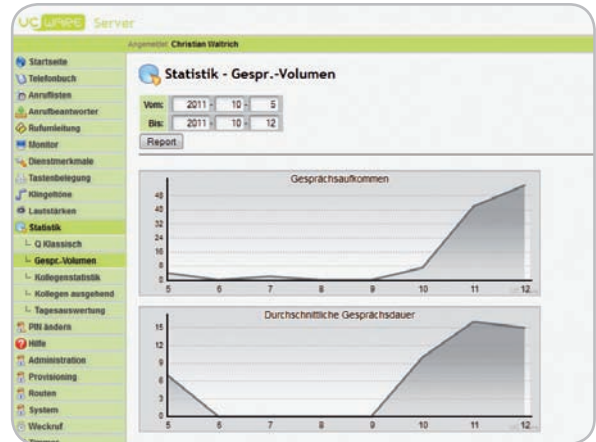 UCWARE Server
Angemeldet Christian Waitrich
Startseite
Telefonbuch
Anruflisten
Anrufbeantworter
Rufumleitung
Monitor
Dienstmerkmale
Tastenbelegung
Klingeltöne
Lautstärken
Statistik
Q Klassisch
Gespr.-Volumen
Kollegenstatistik
Kollegen ausgehend
Tagesauswertung
PIN ändern
Hilfe
Administration
Provisioning
Routen
System
Weckruf
Statistik - Gespr.-Volumen
Vom: 2011 - 10 - 5
Bis: 2011 - 10 - 12
Report
Gesprächsaufkommen
48
40
32
24
16
8
0
5 6 7 8 9 10 11 12
Durchschnittliche Gesprächsdauer
15
12
9
6
3
0
5 6 7 8 9 10 11 12